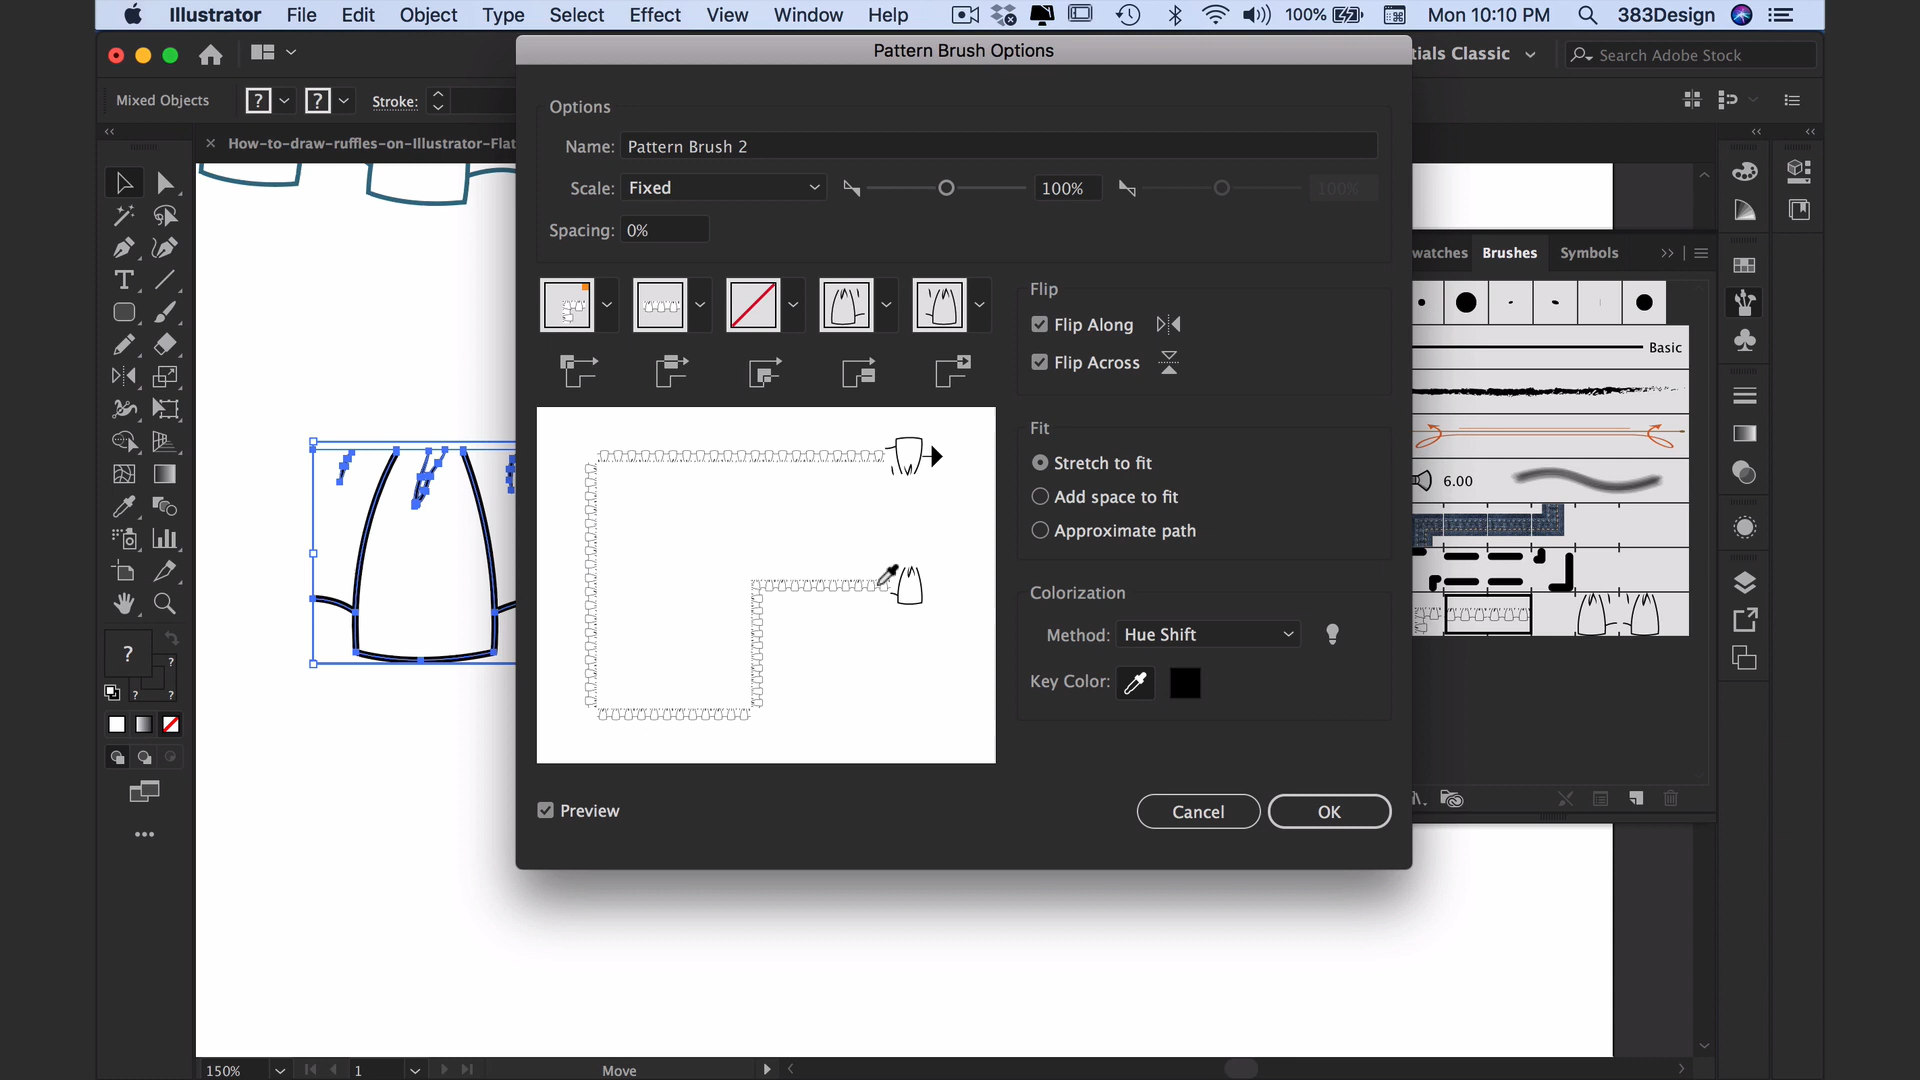 Illustrator File Edit Object Type Select Effect View Window Help 100% Mon 10:10 PM 383Design
Pattern Brush Options
tials Classic
Search Adobe Stock
Mixed Objects ? ? Stroke:
Options
How-to-draw-ruffles-on-Illustrator-Flat
Name: Pattern Brush 2
Scale: Fixed 100% 100%
Spacing: 0%
watches Brushes Symbols
Flip
Flip Along
Flip Across
Basic
Fit
Stretch to fit
Add space to fit
Approximate path
6.00
Colorization
Method: Hue Shift
Key Color:
?
?
? ?
Preview
Cancel OK
150% 1 Move